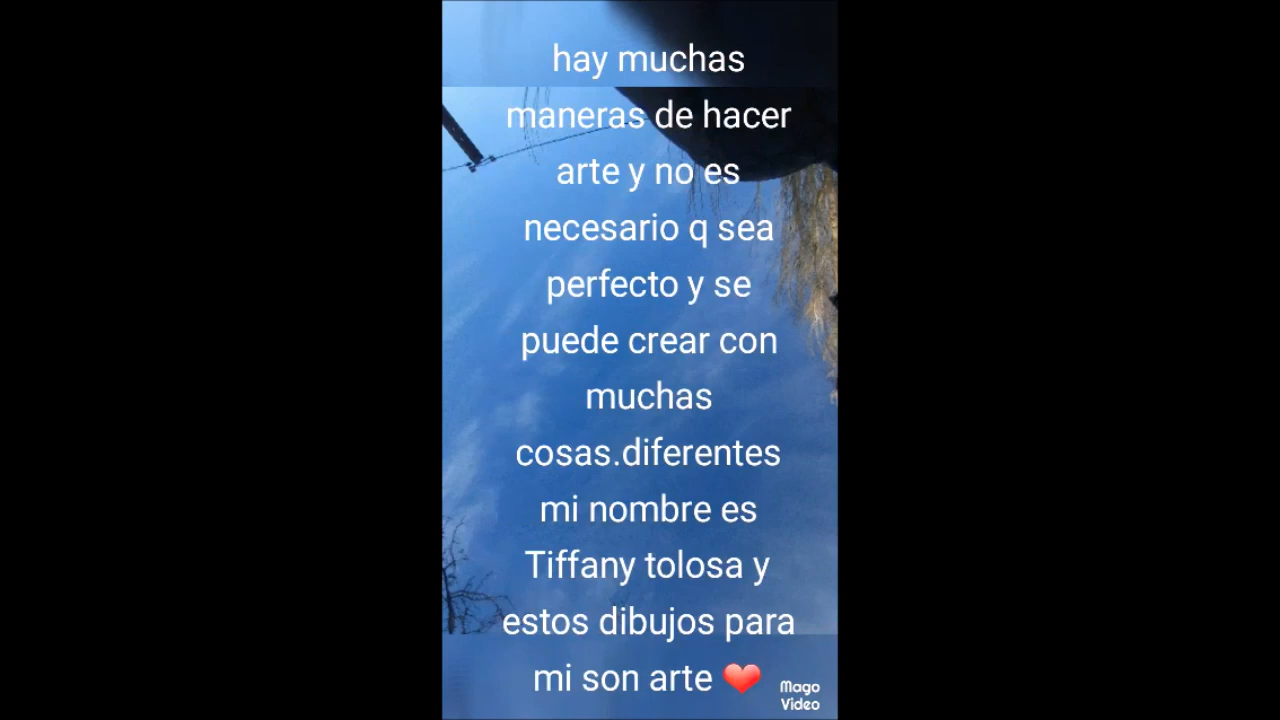 hay muchas
maneras de hacer
arte y no es
necesario q sea
perfecto y se
puede crear con
muchas
cosas.diferentes
mi nombre es
Tiffany tolosa y
estos dibujos para
mi son arte ❤️
Mago
Video